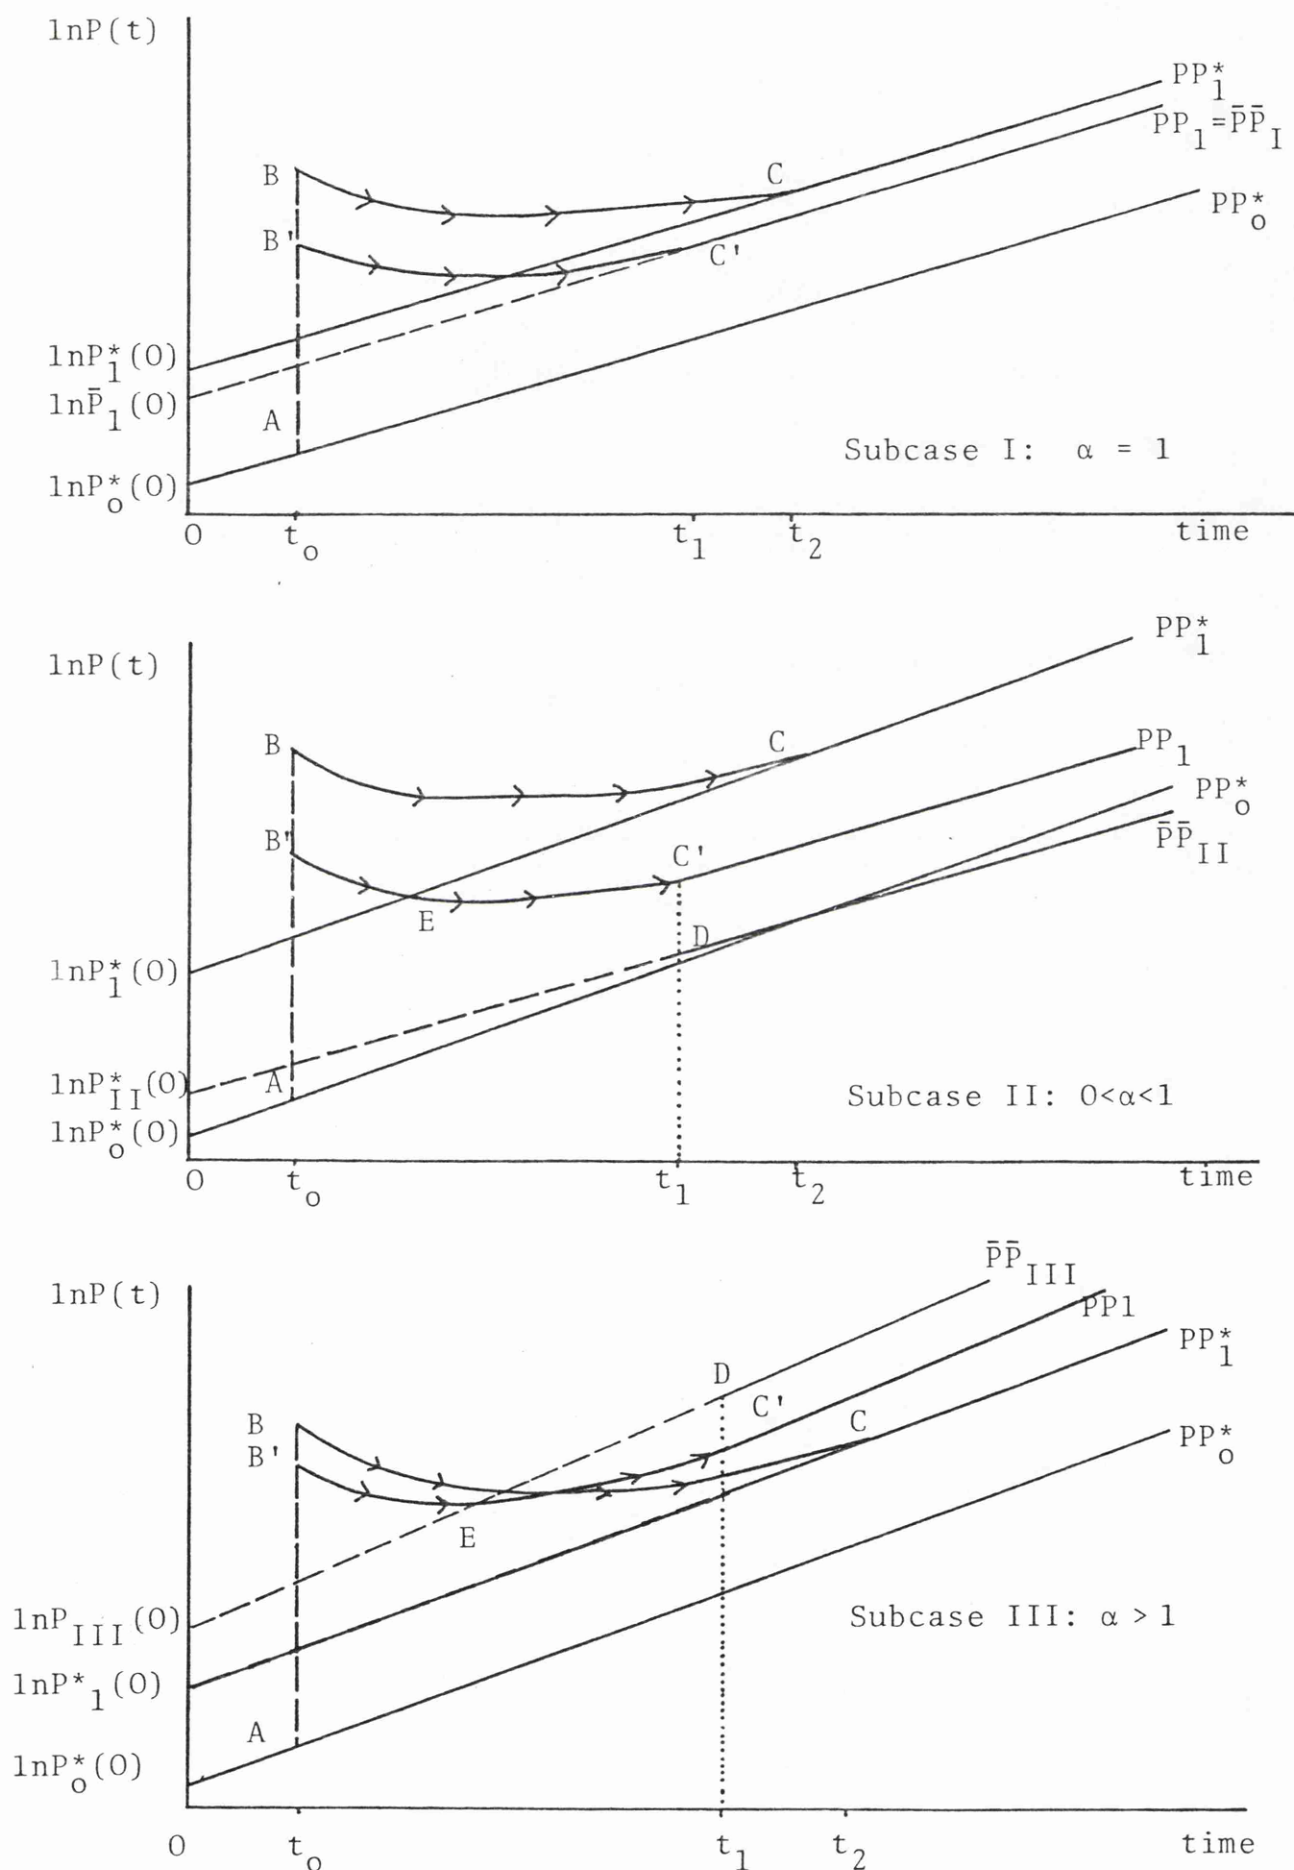 lnP(t)
PP*1
PP1=P̄P̄I
B
C
PP*o
B'
C'
lnP*1(0)
lnP̄1(0)
A
Subcase I: α = 1
lnP*o(0)
0 to t1 t2 time
lnP(t)
PP*1
B
C
PP1
PP*o
B'
C'
P̄P̄II
E
D
lnP*1(0)
lnP*II(0)
A
Subcase II: 0<α<1
lnP*o(0)
0 to t1 t2 time
P̄P̄III
lnP(t)
PP1
PP*1
D
C'
B
C
B'
PP*o
E
lnPIII(0)
Subcase III: α > 1
lnP*1(0)
A
lnP*o(0)
0 to t1 t2 time